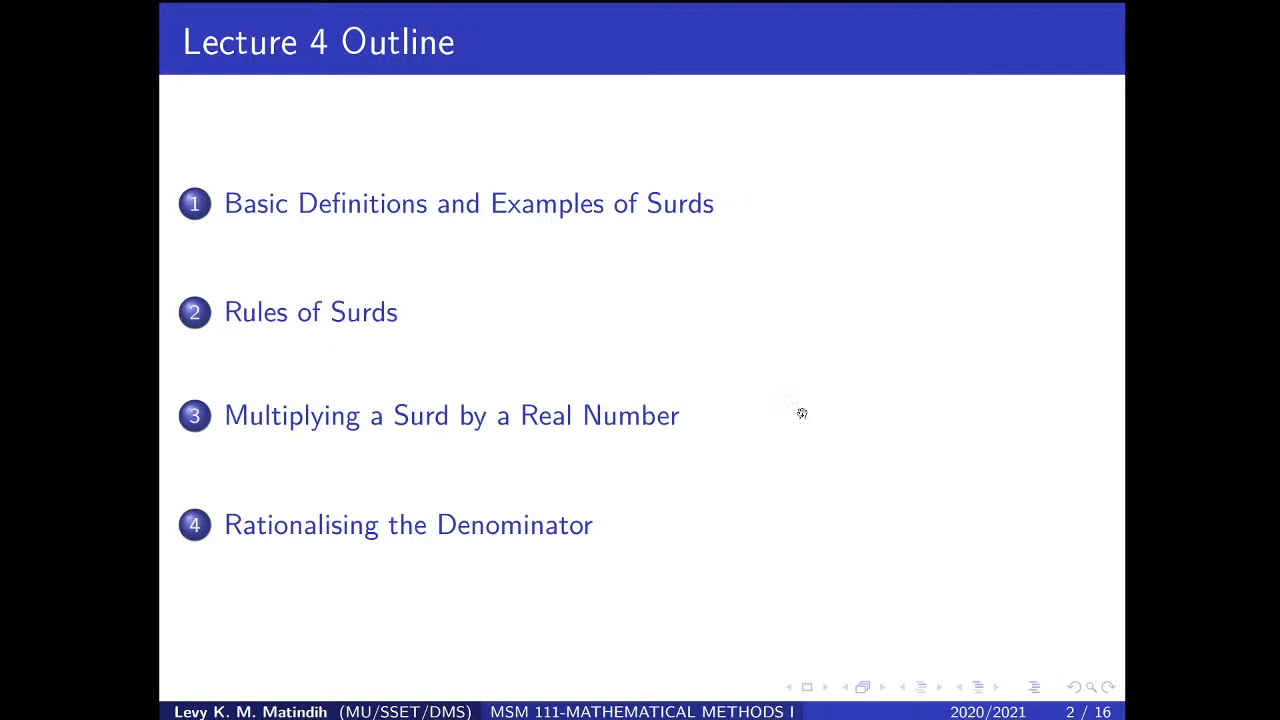 Lecture 4 Outline
1 Basic Definitions and Examples of Surds
2 Rules of Surds
3 Multiplying a Surd by a Real Number
4 Rationalising the Denominator
Levy K. M. Matindih (MU/SSET/DMS) MSM 111-MATHEMATICAL METHODS I 2020/2021 2 / 16